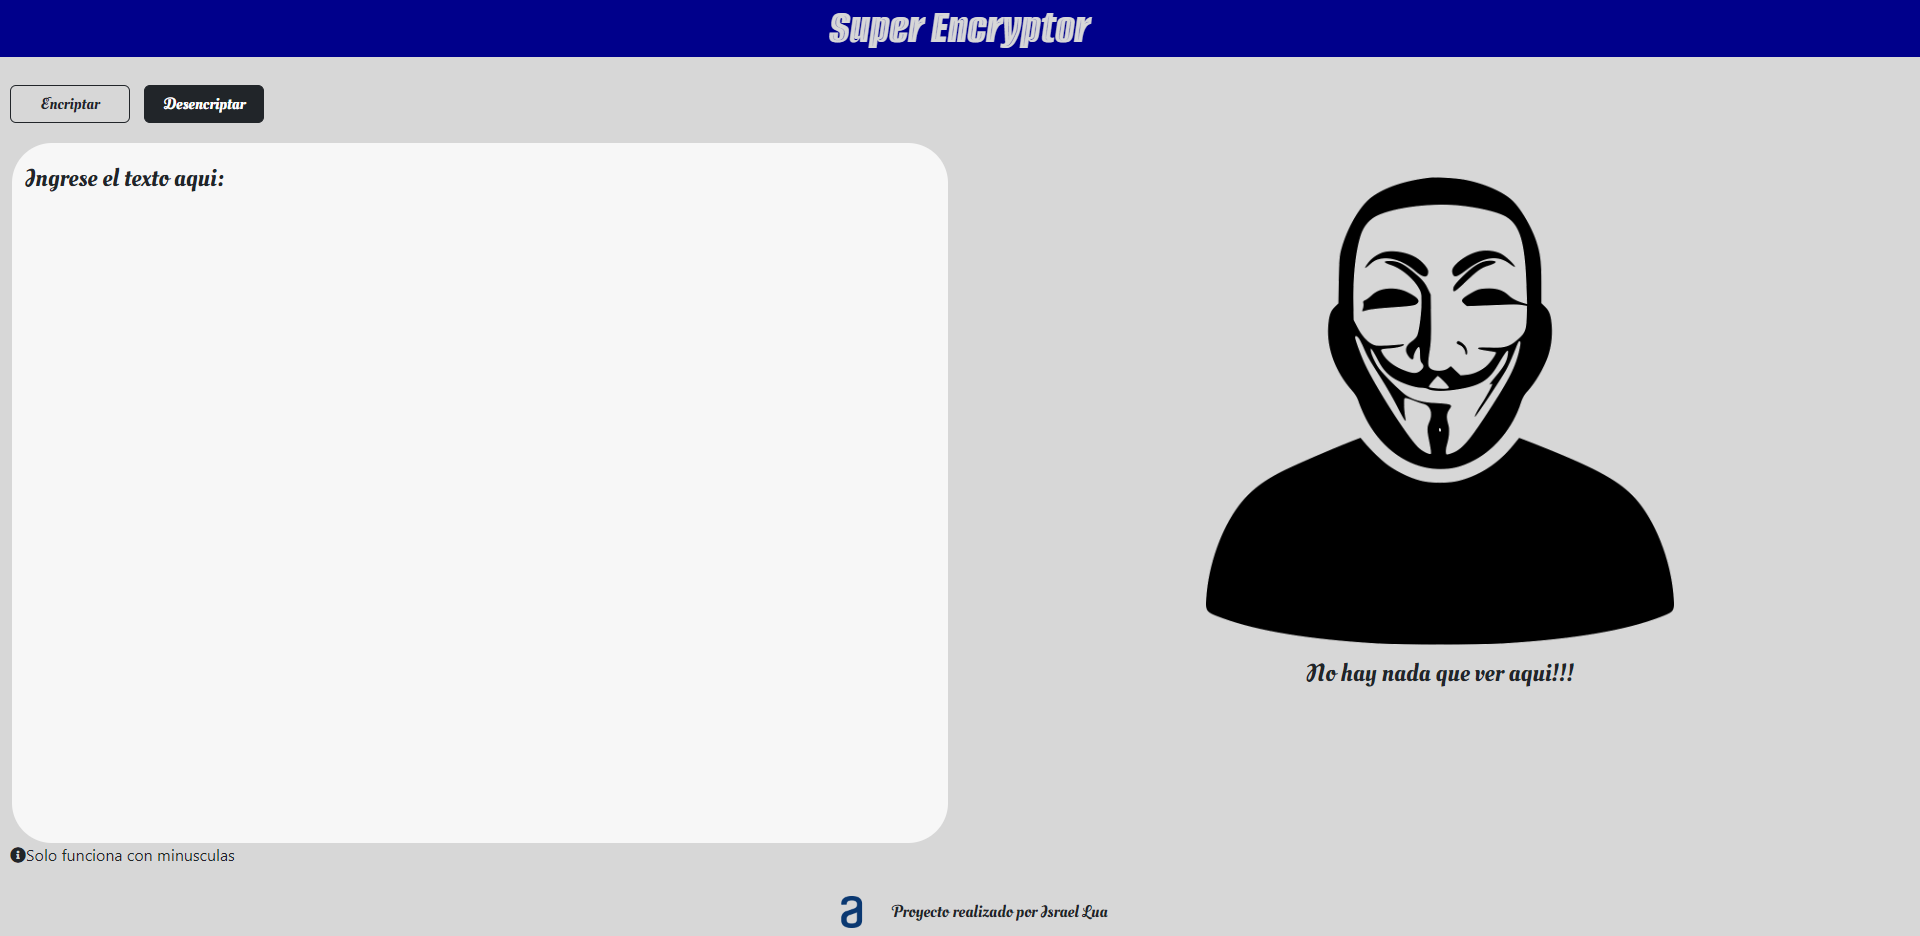 Super Encryptor
Encriptar
Desencriptar
Ingrese el texto aqui:
No hay nada que ver aqui!!!
Solo funciona con minusculas
a
Proyecto realizado por Israel Lua